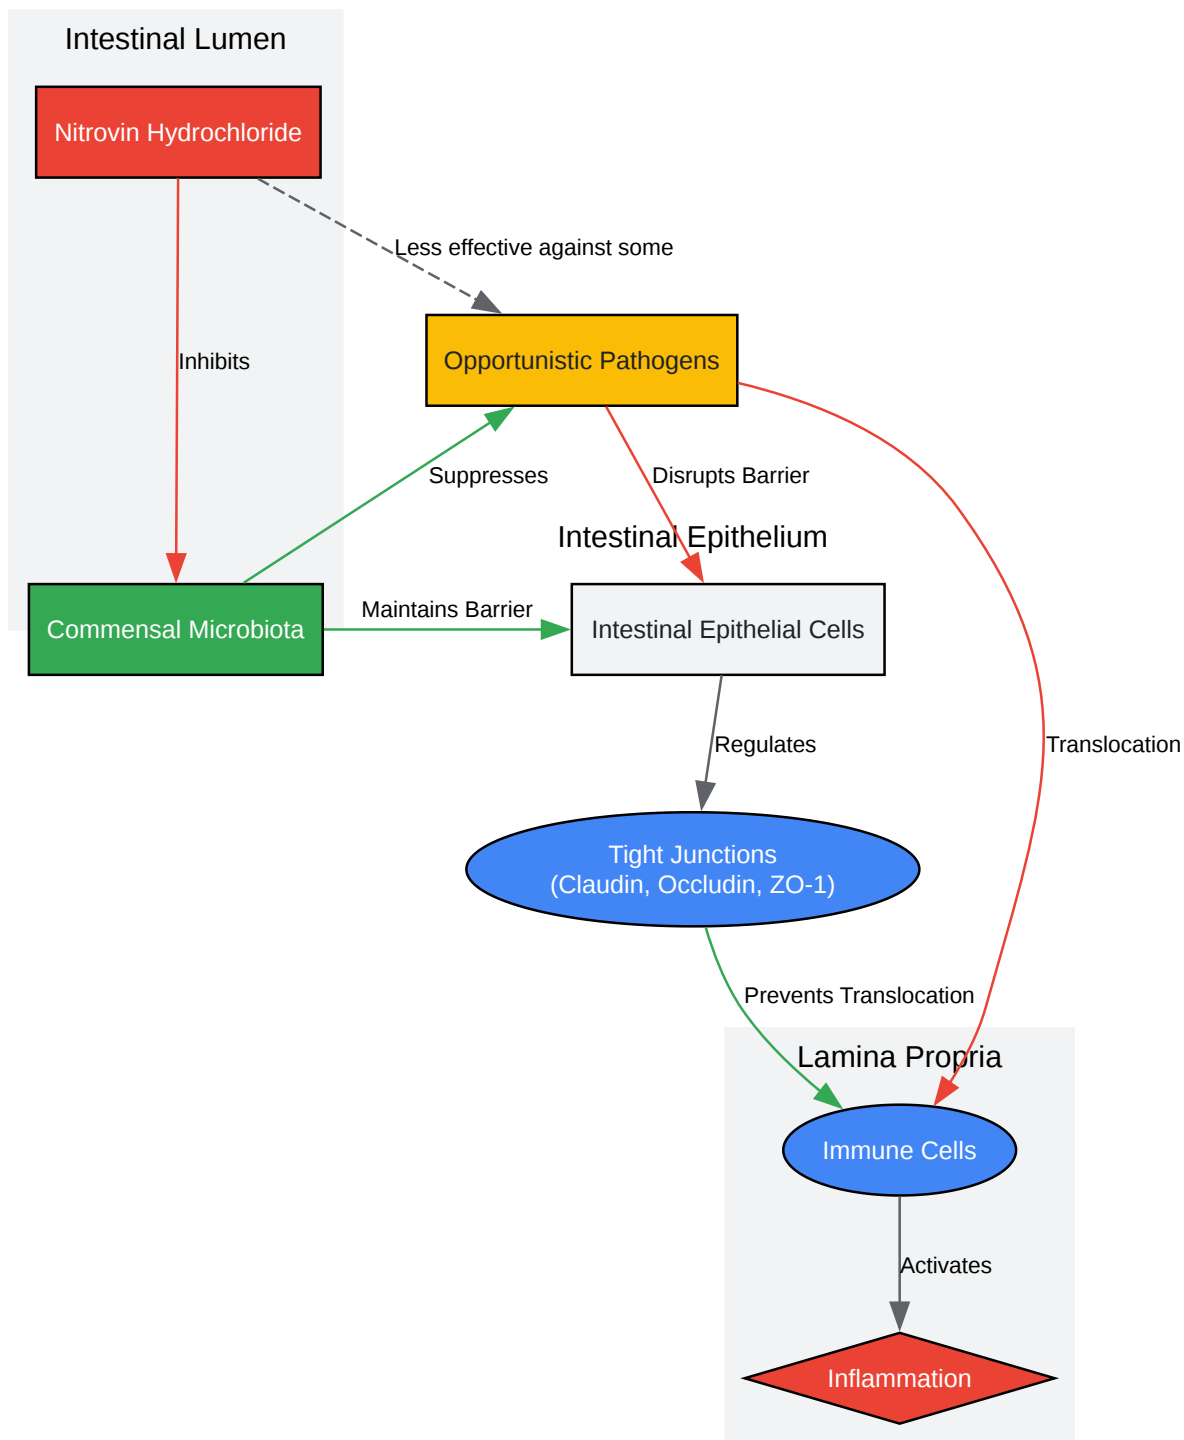 Intestinal Lumen
Nitrovin Hydrochloride
Less effective against some
Inhibits
Opportunistic Pathogens
Suppresses
Disrupts Barrier
Intestinal Epithelium
Commensal Microbiota
Maintains Barrier
Intestinal Epithelial Cells
Regulates
Translocation
Tight Junctions
(Claudin, Occludin, ZO-1)
Prevents Translocation
Lamina Propria
Immune Cells
Activates
Inflammation